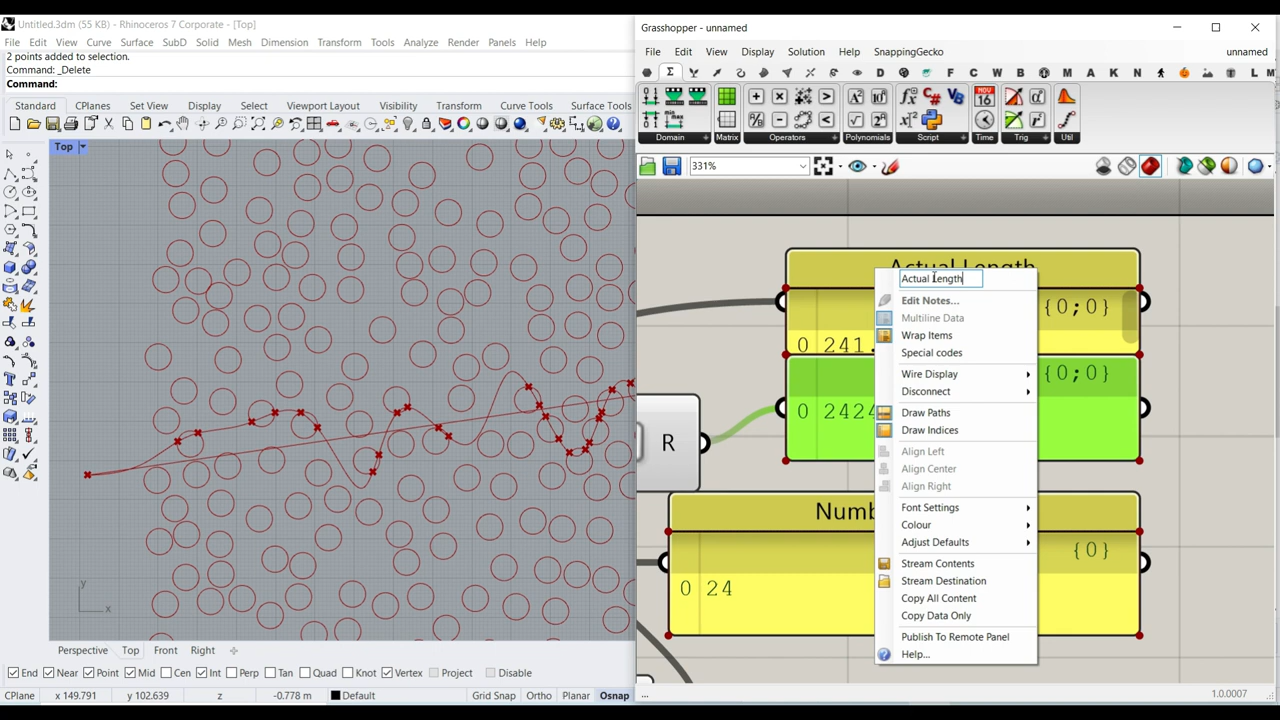 Untitled.3dm (55 KB) - Rhinoceros 7 Corporate - [Top]
File Edit View Curve Surface SubD Solid Mesh Dimension Transform Tools Analyze Render Panels Help
2 points added to selection.
Command: _Delete
Command:
Standard CPlanes Set View Display Select Viewport Layout Visibility Transform Curve Tools Surface Tools
Top
y
x
Perspective Top Front Right
End Near Point Mid Cen Int Perp Tan Quad Knot Vertex Project Disable
CPlane x 149.791 y 102.639 z -0.778 m Default Grid Snap Ortho Planar Osnap
Grasshopper - unnamed
File Edit View Display Solution Help SnappingGecko unnamed
D F C W B M A K N L M
Domain Matrix Operators Polynomials Script Time Trig Util
331%
Actual Length
{0;0}
0 241.
{0;0}
0 2424
R
Numb
{0}
0 24
Actual Length
Edit Notes...
Multiline Data
Wrap Items
Special codes
Wire Display
Disconnect
Draw Paths
Draw Indices
Align Left
Align Center
Align Right
Font Settings
Colour
Adjust Defaults
Stream Contents
Stream Destination
Copy All Content
Copy Data Only
Publish To Remote Panel
Help...
... 1.0.0007